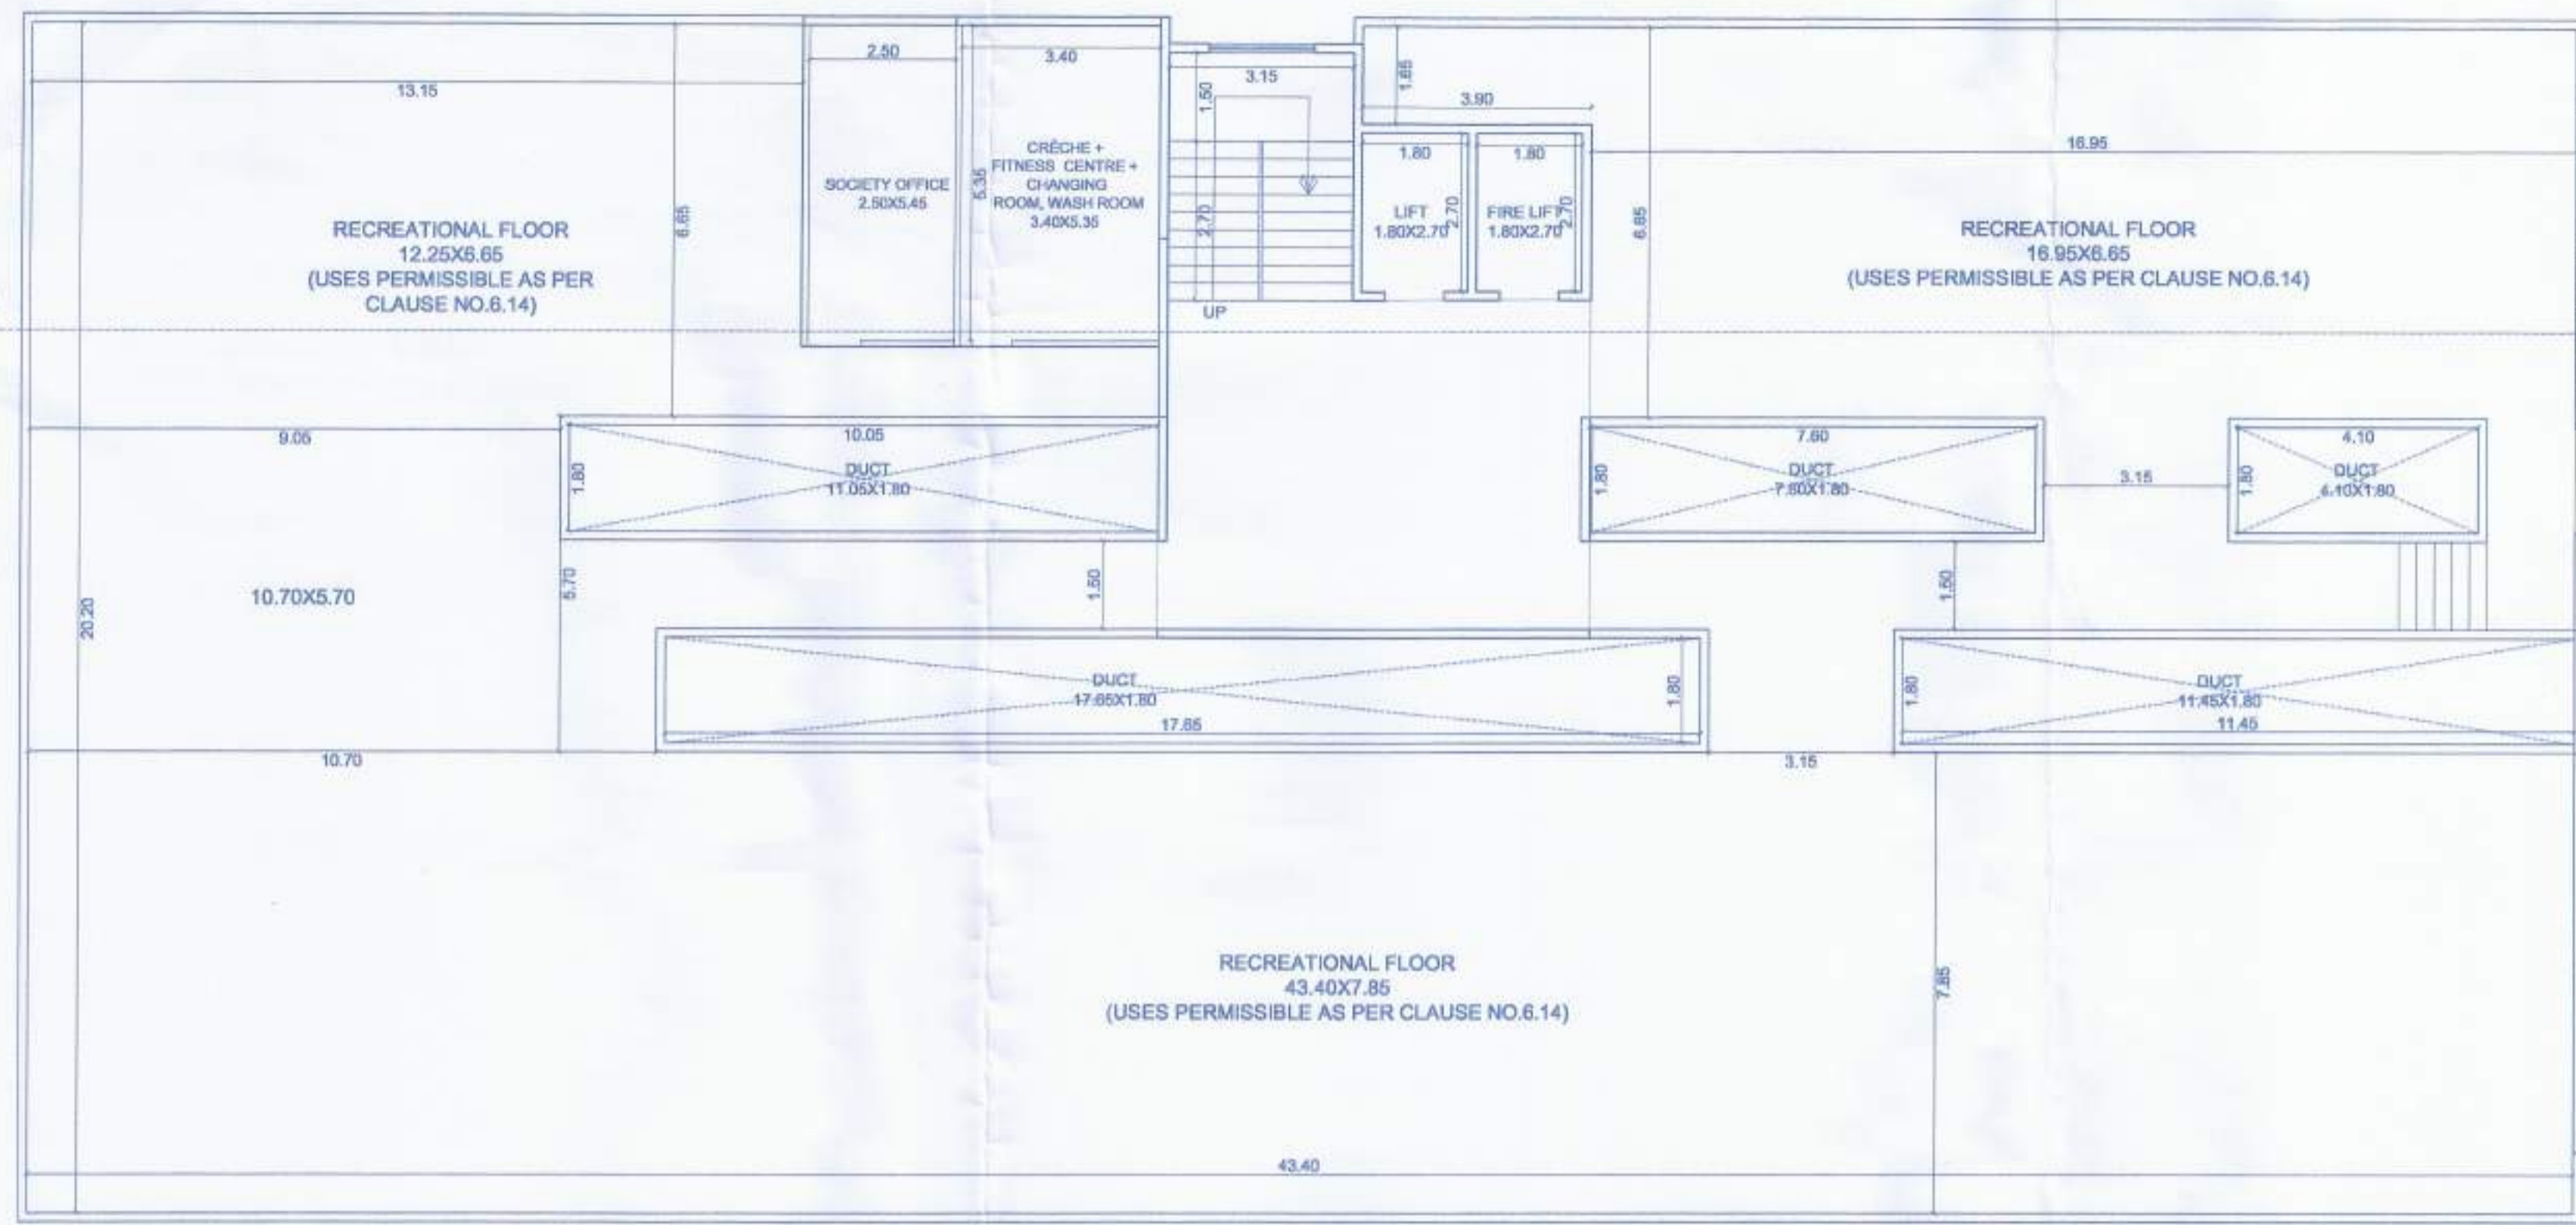 2.50
3.40
3.15
1.65
13.15
1.50
3.90
16.95
1.80
1.80
CRÈCHE +
FITNESS CENTRE +
CHANGING
ROOM, WASH ROOM
3.40X5.35
5.35
SOCIETY OFFICE
2.50X5.45
6.65
2.70
LIFT
1.80X2.70
2.70
FIRE LIFT
1.80X2.70
2.70
6.65
RECREATIONAL FLOOR
12.25X6.65
(USES PERMISSIBLE AS PER
CLAUSE NO.6.14)
RECREATIONAL FLOOR
16.95X6.65
(USES PERMISSIBLE AS PER CLAUSE NO.6.14)
UP
9.05
10.05
1.80
DUCT
11.05X1.80
7.60
1.80
DUCT
7.60X1.80
3.15
4.10
1.80
DUCT
4.10X1.80
10.70X5.70
5.70
1.50
1.50
20.20
DUCT
17.65X1.80
17.65
1.80
1.80
DUCT
11.45X1.80
11.45
10.70
3.15
RECREATIONAL FLOOR
43.40X7.85
(USES PERMISSIBLE AS PER CLAUSE NO.6.14)
7.85
43.40